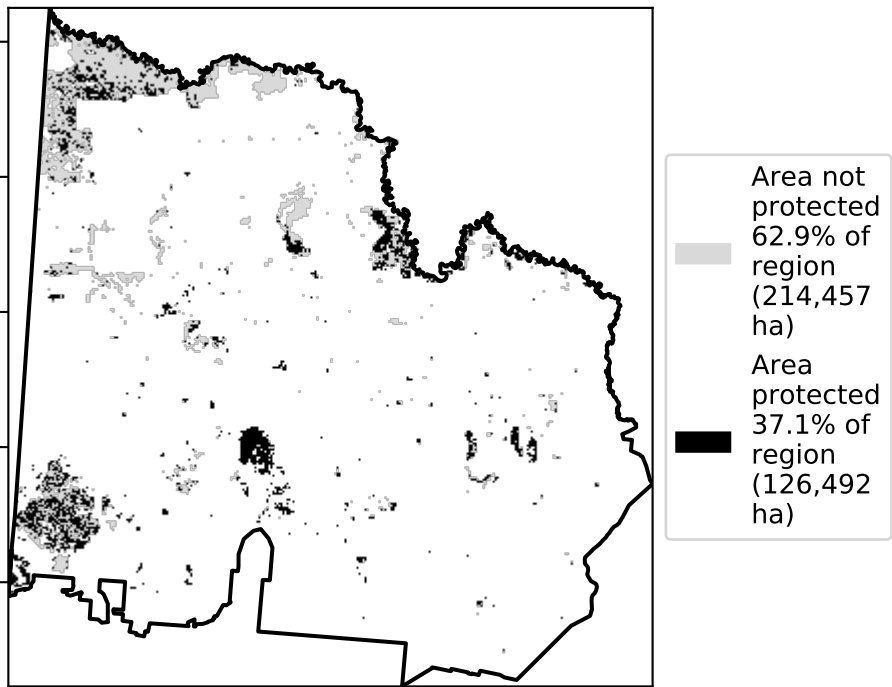 Area not
protected
62.9% of
region
(214,457
ha)
Area
protected
37.1% of
region
(126,492
ha)